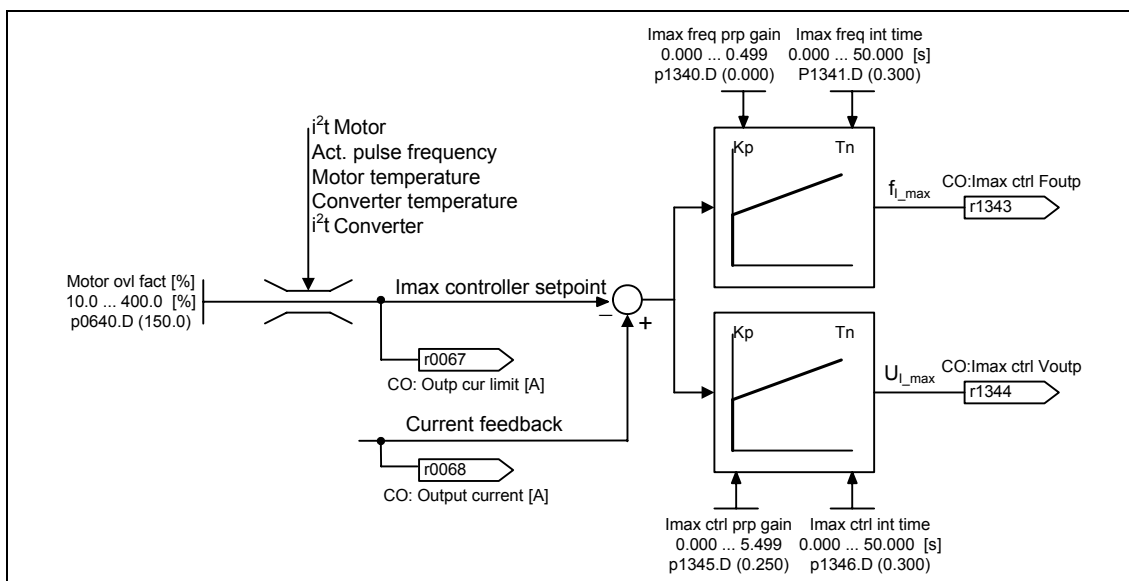 Imax freq prp gain
0.000 ... 0.499
p1340.D (0.000)
Imax freq int time
0.000 ... 50.000 [s]
P1341.D (0.300)
i²t Motor
Act. pulse frequency
Motor temperature
Converter temperature
i²t Converter
Kp
Tn
f_I_max
CO:Imax ctrl Foutp
r1343
Motor ovl fact [%]
10.0 ... 400.0 [%]
p0640.D (150.0)
Imax controller setpoint
–
+
r0067
CO: Outp cur limit [A]
Current feedback
r0068
CO: Output current [A]
Kp
Tn
U_I_max
CO:Imax ctrl Voutp
r1344
Imax ctrl prp gain
0.000 ... 5.499
p1345.D (0.250)
Imax ctrl int time
0.000 ... 50.000 [s]
p1346.D (0.300)